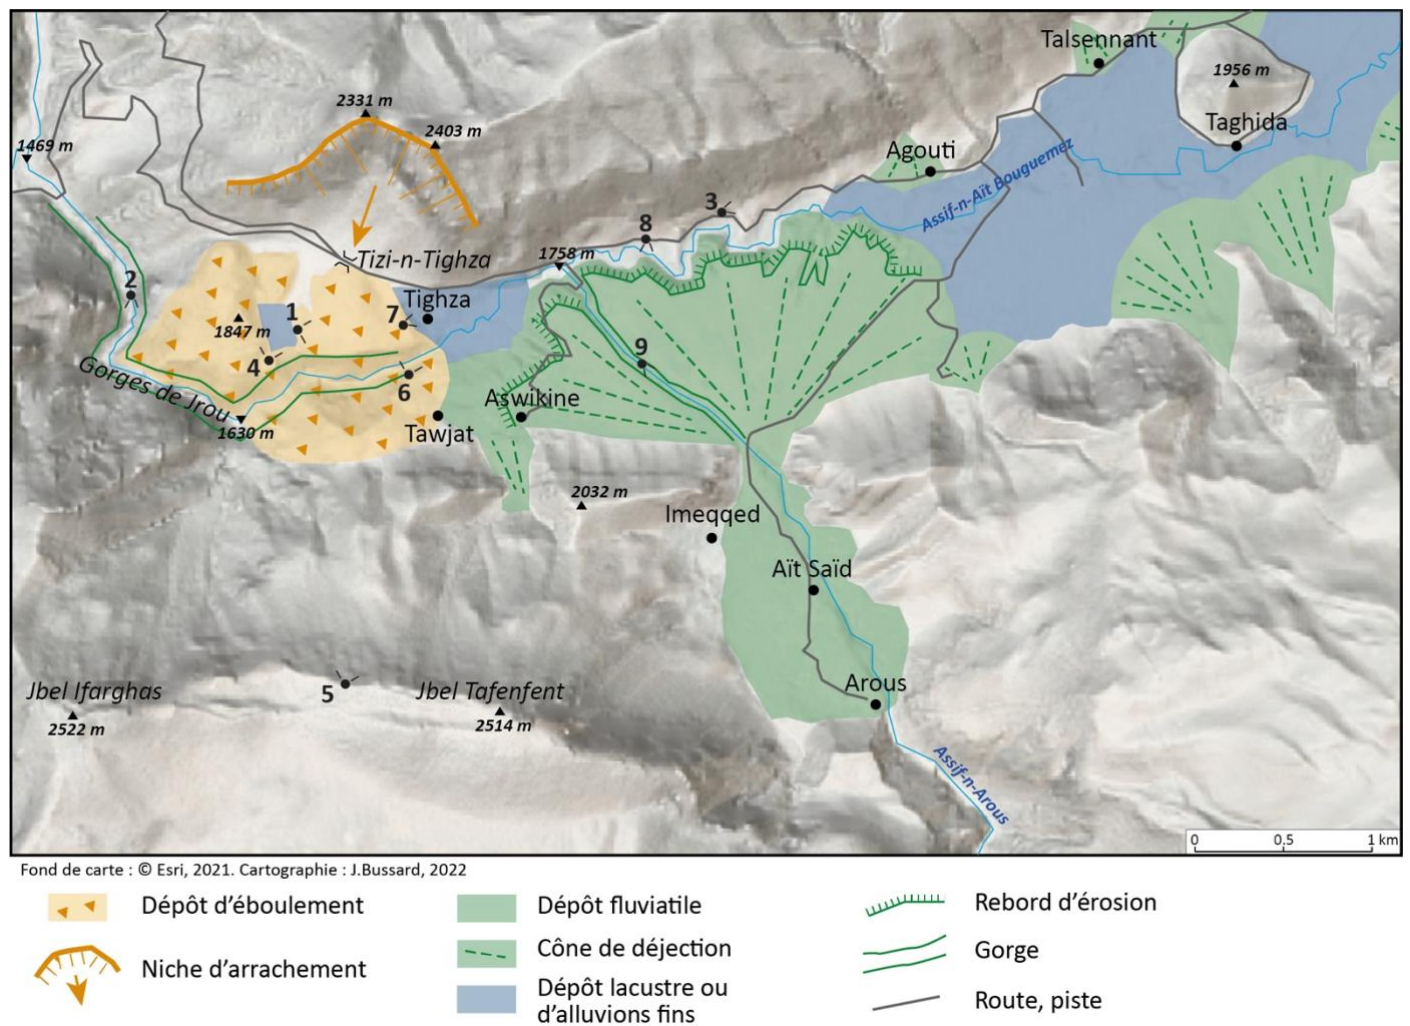 Talsennant
1956 m
2331 m
2403 m
Taghida
1469 m
Agouti
Assif-n-Aït Bouguemez
3
8
Tizi-n-Tighza
1758 m
2
Tighza
1847 m
1
7
4
9
Gorges de Jrou
6
Aswikine
1630 m
Tawjat
2032 m
Imeqqed
Aït Saïd
Jbel Ifarghas
5
Jbel Tafenfent
Arous
2522 m
2514 m
Assif-n-Arous
0 0.5 1 km
Fond de carte : © Esri, 2021. Cartographie : J.Bussard, 2022
Dépôt d'éboulement
Niche d'arrachement
Dépôt fluviatile
Cône de déjection
Dépôt lacustre ou
d'alluvions fins
Rebord d'érosion
Gorge
Route, piste